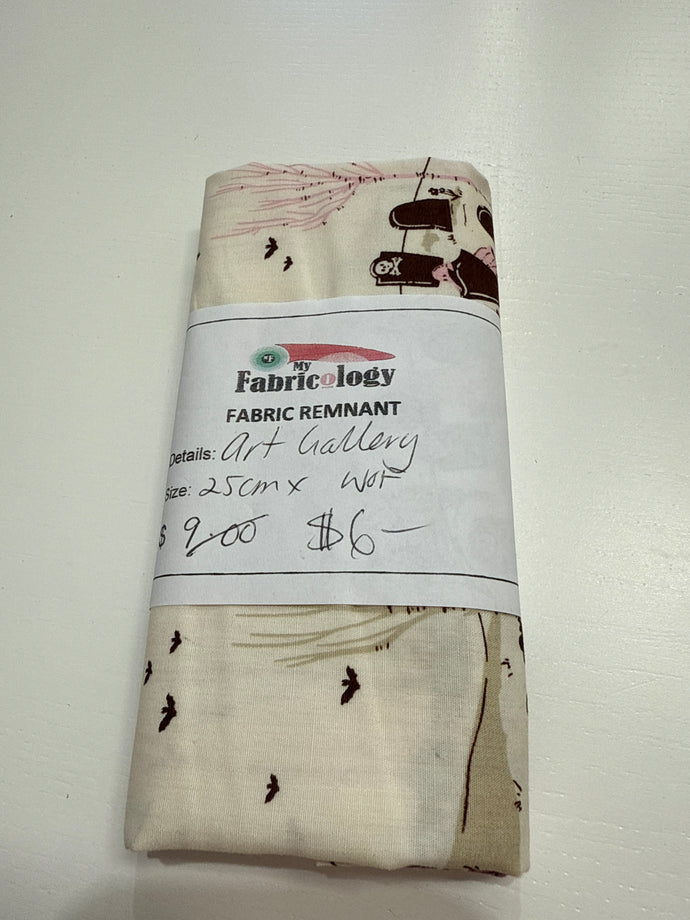 My
Fabricology
FABRIC REMNANT
Details: Art Gallery
Size: 25cm x WOF
$ 9.00 $6-